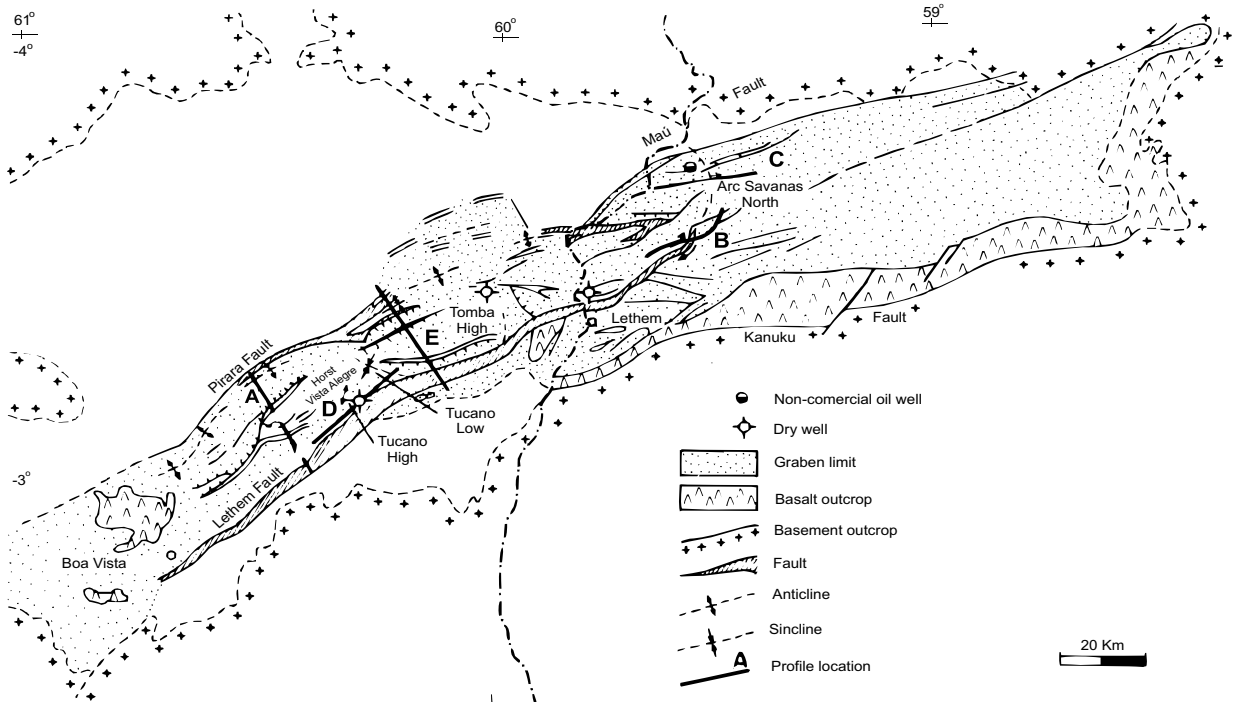 61°
-4°
60°
59°
Fault
Maú
C
Arc Savanas
North
B
Tomba
High
E
Lethem
Kanuku
Fault
Pirara Fault
A
Horst
Vista Alegre
D
Tucano
Low
Tucano
High
-3°
Lethem Fault
Boa Vista
Non-comercial oil well
Dry well
Graben limit
Basalt outcrop
Basement outcrop
Fault
Anticline
Sincline
A
Profile location
20 Km